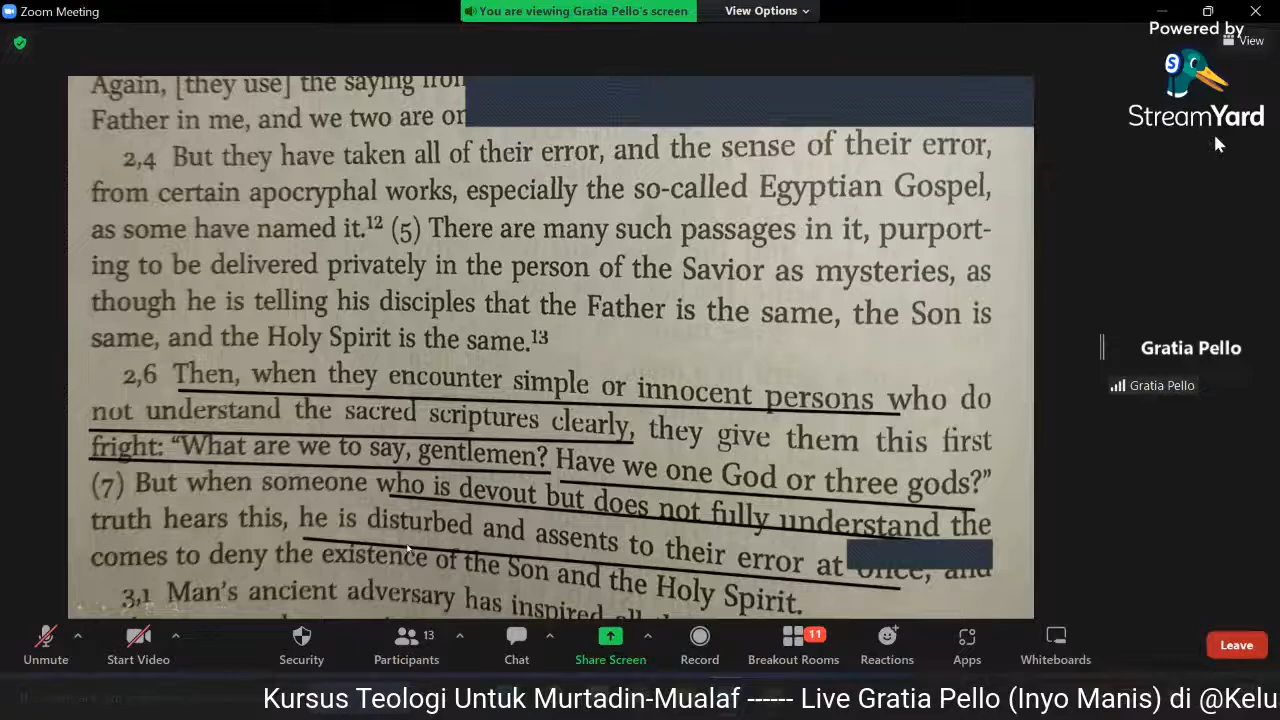 Zoom Meeting
You are viewing Gratia Pello's screen
View Options
Powered by
View
StreamYard
Again, [they use] the saying from
Father in me, and we two are on
2,4 But they have taken all of their error, and the sense of their error,
from certain apocryphal works, especially the so-called Egyptian Gospel,
as some have named it.12 (5) There are many such passages in it, purport-
ing to be delivered privately in the person of the Savior as mysteries, as
though he is telling his disciples that the Father is the same, the Son is
same, and the Holy Spirit is the same.13
2,6 Then, when they encounter simple or innocent persons who do
not understand the sacred scriptures clearly, they give them this first
fright: “What are we to say, gentlemen? Have we one God or three gods?”
(7) But when someone who is devout but does not fully understand the
truth hears this, he is disturbed and assents to their error at once, and
comes to deny the existence of the Son and the Holy Spirit.
3,1 Man's ancient adversary has inspired all
Gratia Pello
Gratia Pello
Unmute
Start Video
Security
13
Participants
Chat
Share Screen
Record
11
Breakout Rooms
Reactions
Apps
Whiteboards
Leave
Kursus Teologi Untuk Murtadin-Mualaf ------ Live Gratia Pello (Inyo Manis) di @Kelu